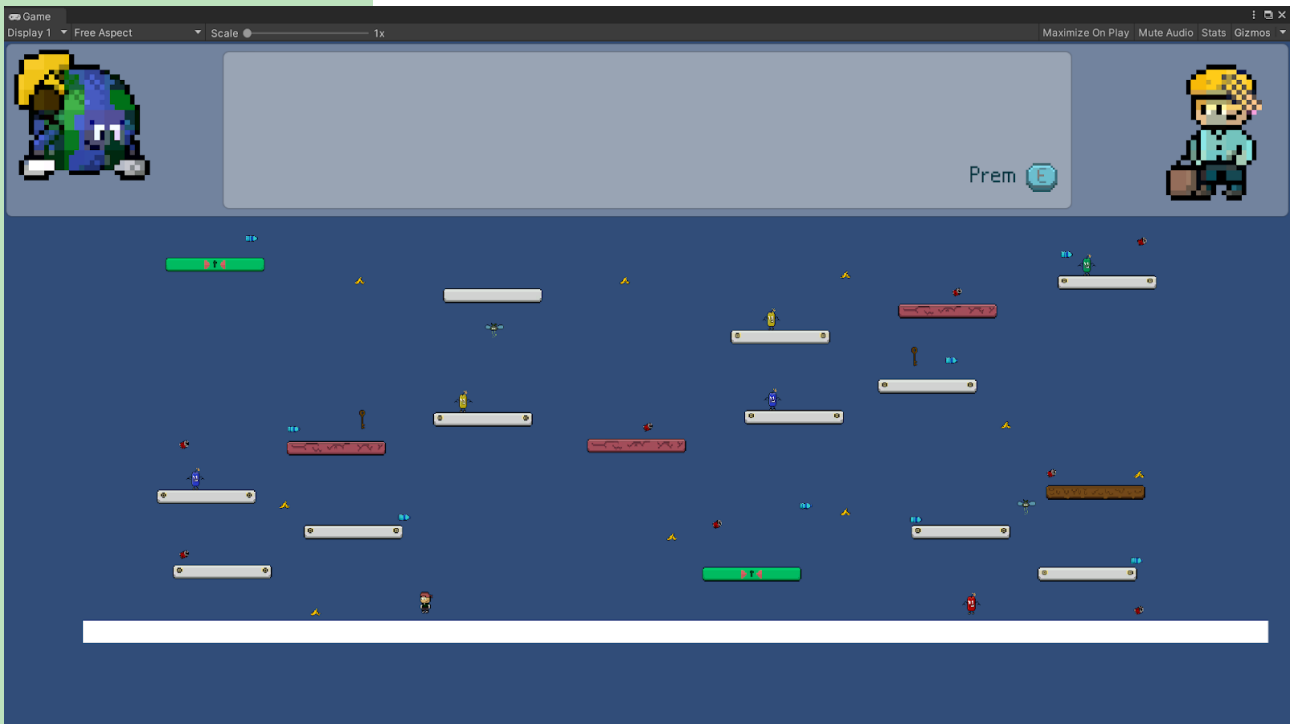 Game
Display 1 Free Aspect Scale 1x Maximize On Play Mute Audio Stats Gizmos
Prem E